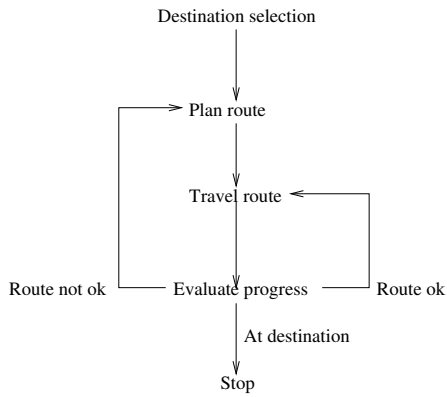 Destination selection
Plan route
Travel route
Route not ok
Evaluate progress
Route ok
At destination
Stop